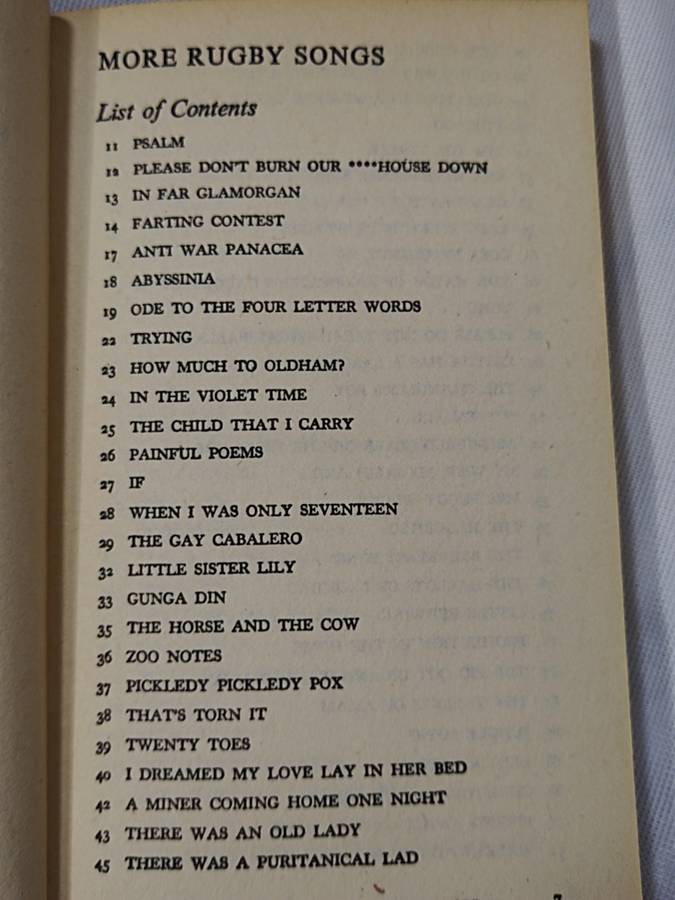 MORE RUGBY SONGS
List of Contents
11 PSALM
12 PLEASE DON'T BURN OUR ****HOUSE DOWN
13 IN FAR GLAMORGAN
14 FARTING CONTEST
17 ANTI WAR PANACEA
18 ABYSSINIA
19 ODE TO THE FOUR LETTER WORDS
22 TRYING
23 HOW MUCH TO OLDHAM?
24 IN THE VIOLET TIME
25 THE CHILD THAT I CARRY
26 PAINFUL POEMS
27 IF
28 WHEN I WAS ONLY SEVENTEEN
29 THE GAY CABALERO
32 LITTLE SISTER LILY
33 GUNGA DIN
35 THE HORSE AND THE COW
36 ZOO NOTES
37 PICKLEDY PICKLEDY POX
38 THAT'S TORN IT
39 TWENTY TOES
40 I DREAMED MY LOVE LAY IN HER BED
42 A MINER COMING HOME ONE NIGHT
43 THERE WAS AN OLD LADY
45 THERE WAS A PURITANICAL LAD